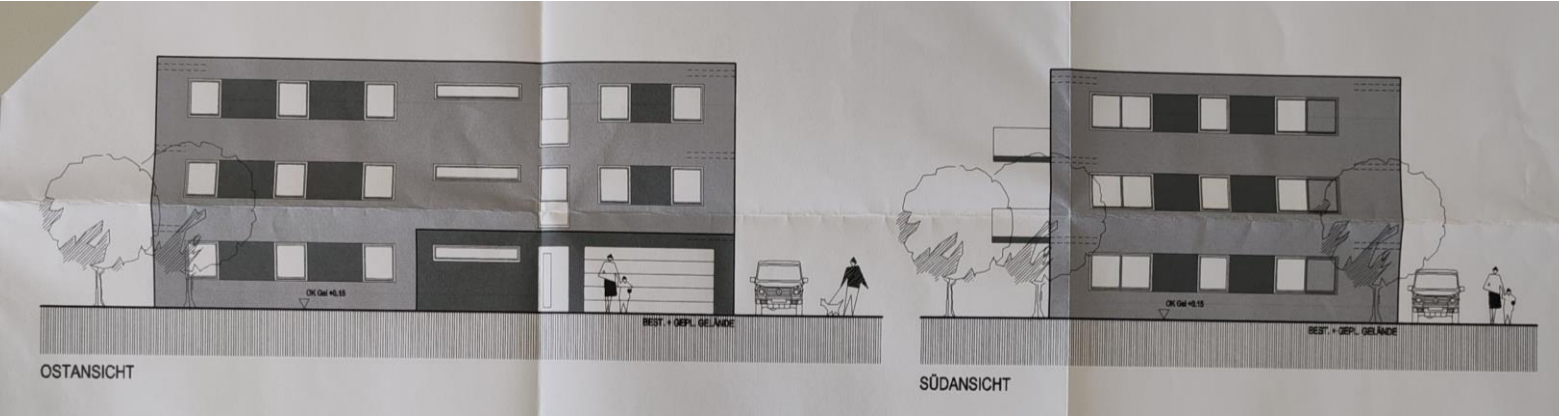 OK Gel +0,15
BEST. + GEPL. GELÄNDE
OSTANSICHT
OK Gel +0,15
BEST. + GEPL. GELÄNDE
SÜDANSICHT